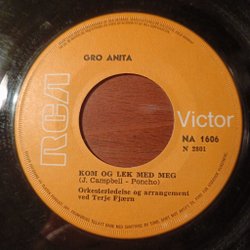 GRO ANITA
RCA
Victor
NA 1606
N 2801
KOM OG LEK MED MEG
(J. Campbell - Poncho)
Orkesterledelse og arrangement
ved Terje Fjærn